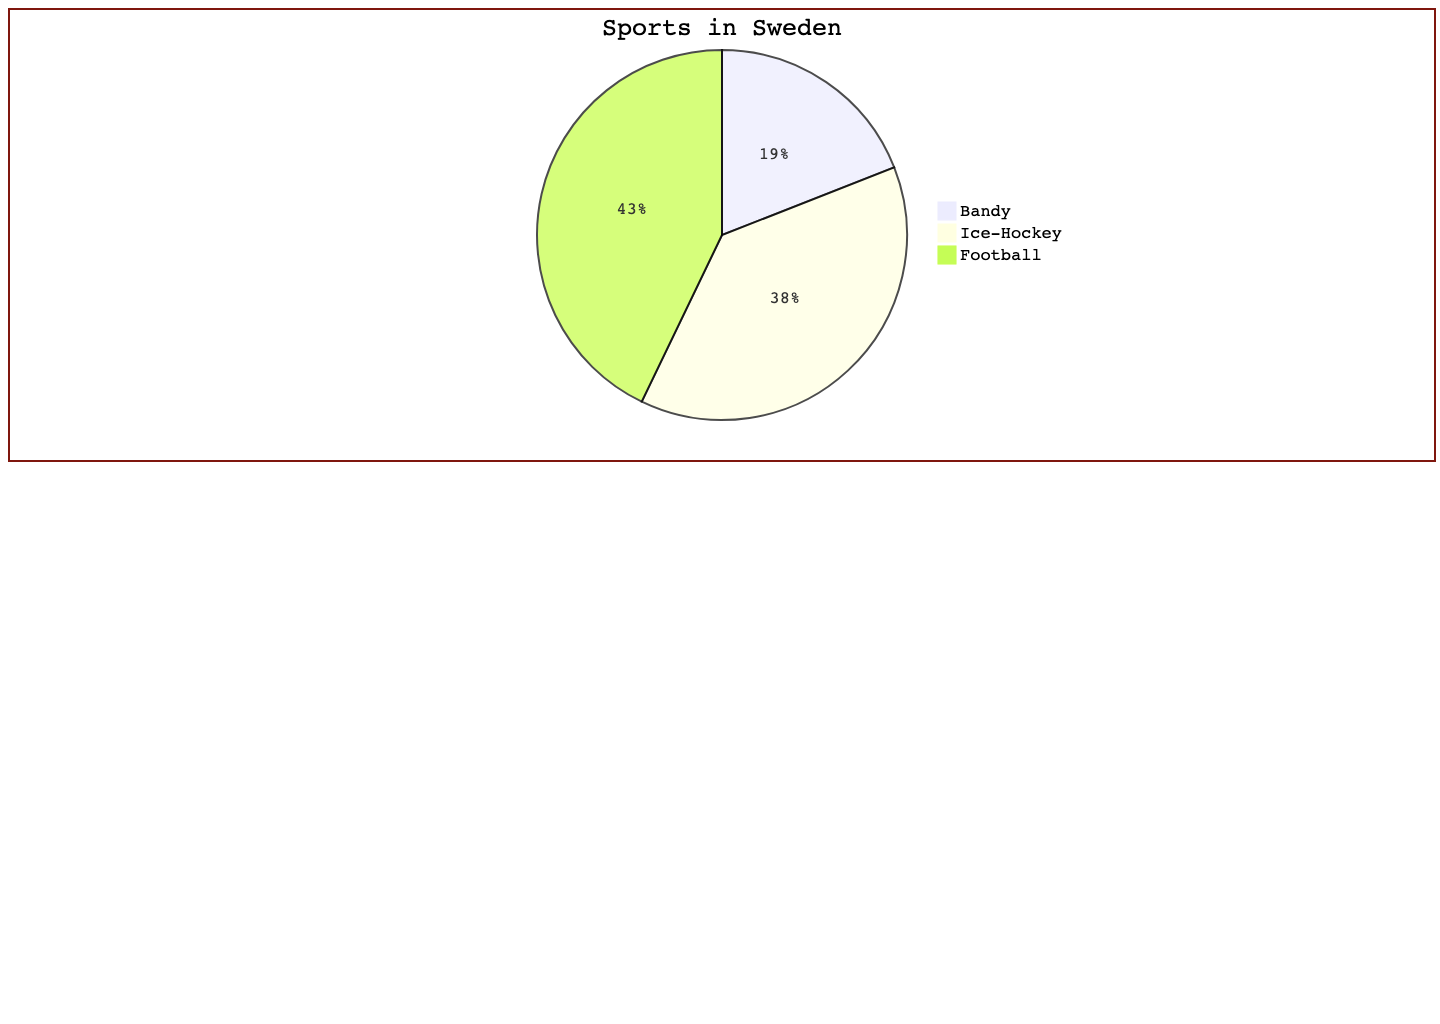 Sports in Sweden
19%
43%
38%
Bandy
Ice-Hockey
Football